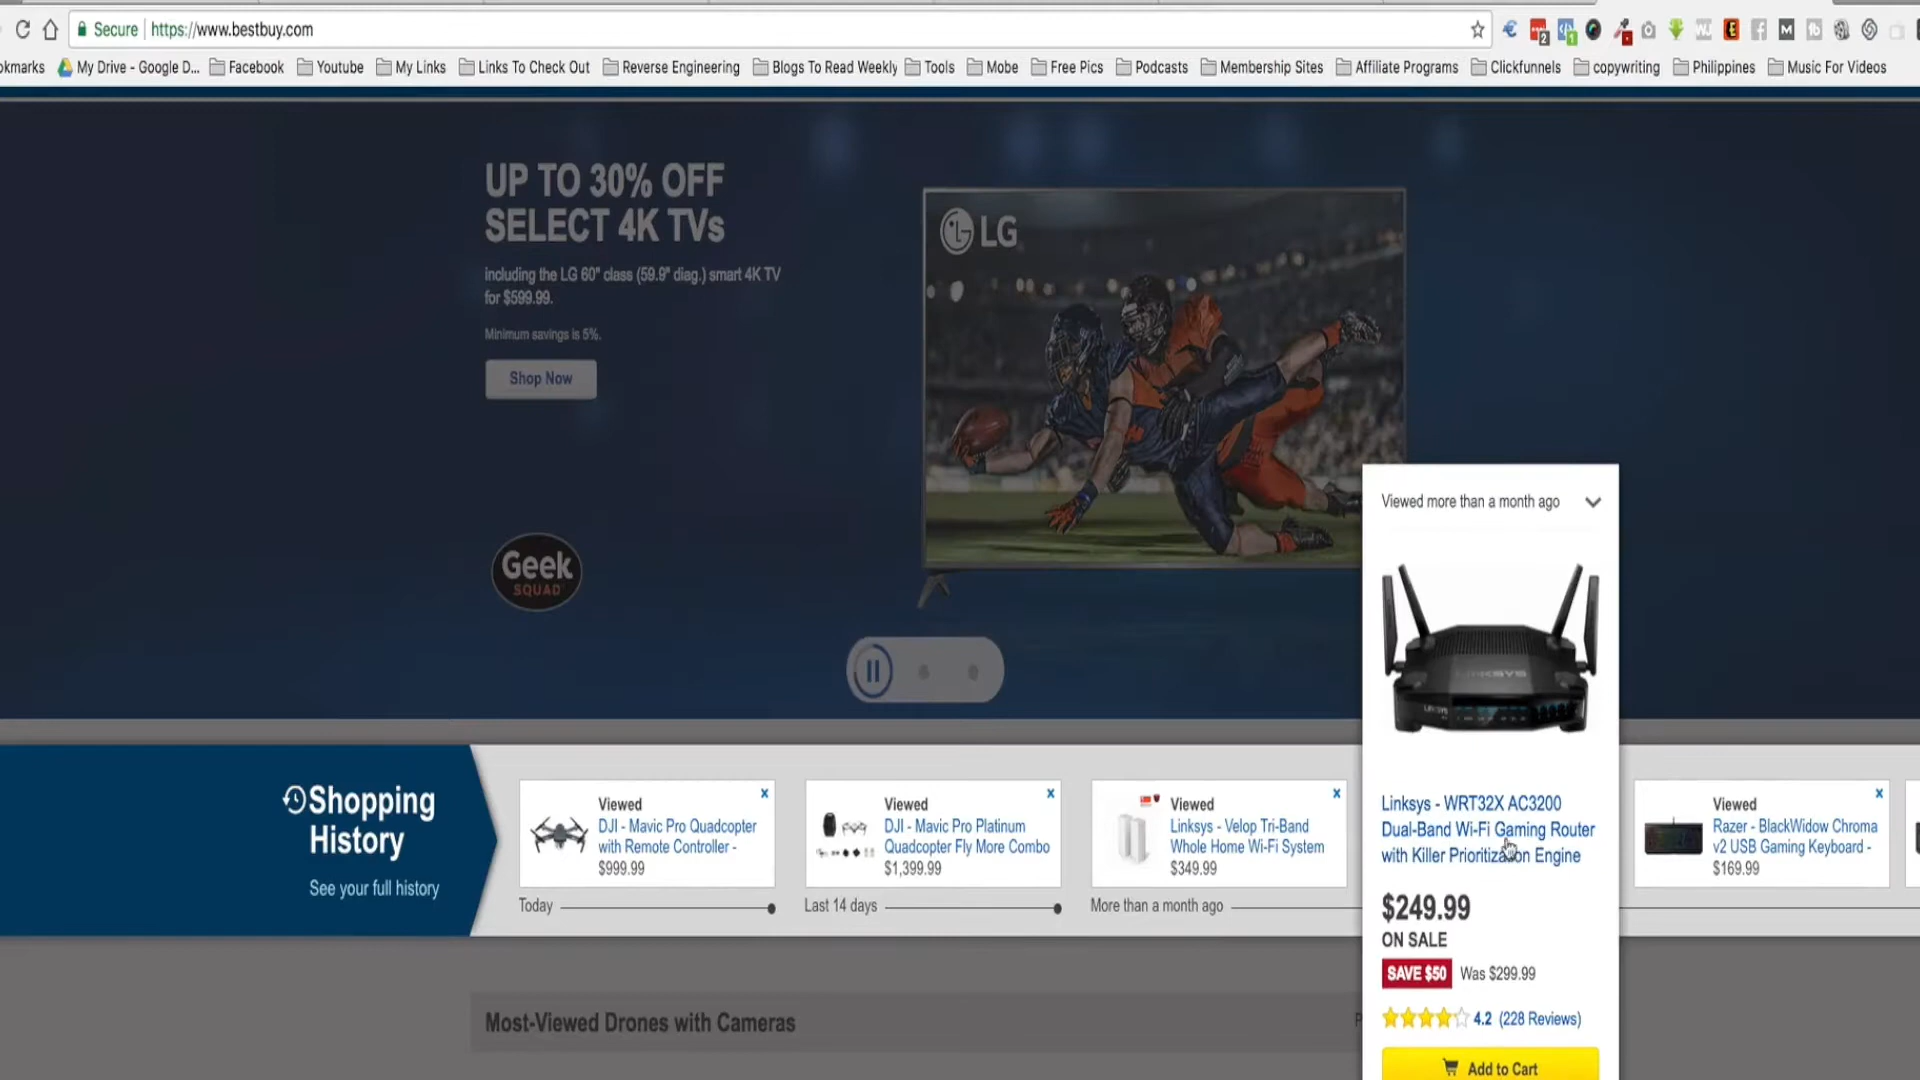 Secure https://www.bestbuy.com
okmarks My Drive - Google D... Facebook Youtube My Links Links To Check Out Reverse Engineering Blogs To Read Weekly Tools Mobe Free Pics Podcasts Membership Sites Affiliate Programs Clickfunnels copywriting Philippines Music For Videos
UP TO 30% OFF
SELECT 4K TVs
including the LG 60" class (59.9" diag.) smart 4K TV
for $599.99.
Minimum savings is 5%.
Shop Now
LG
Geek
SQUAD
Viewed more than a month ago
LINKSYS
Linksys - WRT32X AC3200
Dual-Band Wi-Fi Gaming Router
with Killer Prioritization Engine
$249.99
ON SALE
SAVE $50 Was $299.99
4.2 (228 Reviews)
Add to Cart
Shopping
History
See your full history
Viewed
DJI - Mavic Pro Quadcopter
with Remote Controller -
$999.99
Today
Viewed
DJI - Mavic Pro Platinum
Quadcopter Fly More Combo
$1,399.99
Last 14 days
Viewed
Linksys - Velop Tri-Band
Whole Home Wi-Fi System
$349.99
More than a month ago
Viewed
Razer - BlackWidow Chroma
v2 USB Gaming Keyboard -
$169.99
Most-Viewed Drones with Cameras